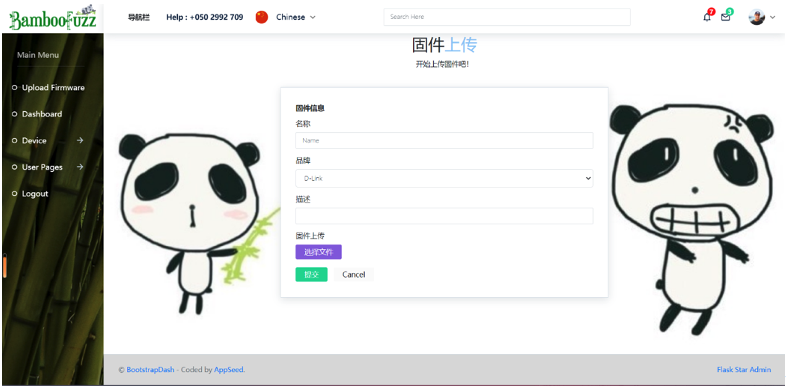 BambooFuzz
导航栏
Help : +050 2992 709
Chinese
Search Here
7
3
Main Menu
Upload Firmware
Dashboard
Device
User Pages
Logout
固件上传
开始上传固件吧!
固件信息
名称
Name
品牌
D-Link
描述
固件上传
选择文件
提交
Cancel
© BootstrapDash - Coded by AppSeed.
Flask Star Admin